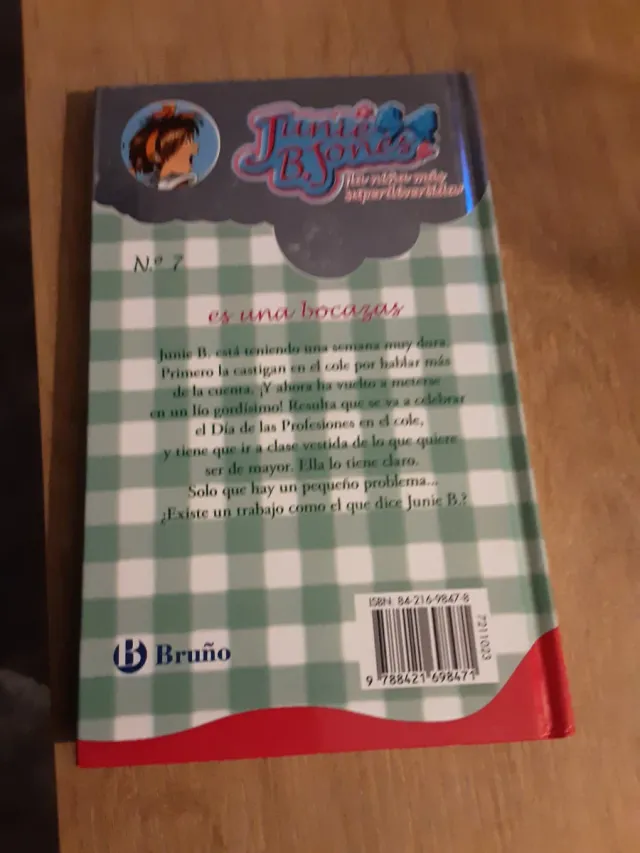 Junie
B. Jones
¡la niña más
superdivertida!
N.º 7
es una bocazas
Junie B. está teniendo una semana muy dura.
Primero la castigan en el cole por hablar más
de la cuenta. ¡Y ahora ha vuelto a meterse
en un lío gordísimo! Resulta que se va a celebrar
el Día de las Profesiones en el cole,
y tiene que ir a clase vestida de lo que quiere
ser de mayor. Ella lo tiene claro.
Solo que hay un pequeño problema...
¿Existe un trabajo como el que dice Junie B.?
ISBN 84-216-9847-8
7211023
9 788421 698471
B Bruño